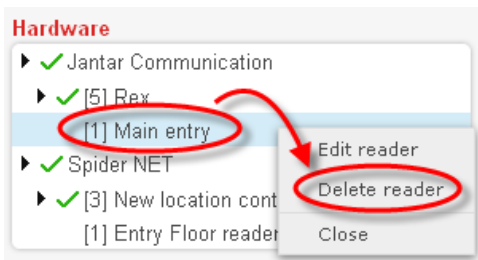 Hardware
Jantar Communication
[5] Rex
[1] Main entry
Edit reader
Spider NET
Delete reader
[3] New location cont
[1] Entry Floor reader
Close